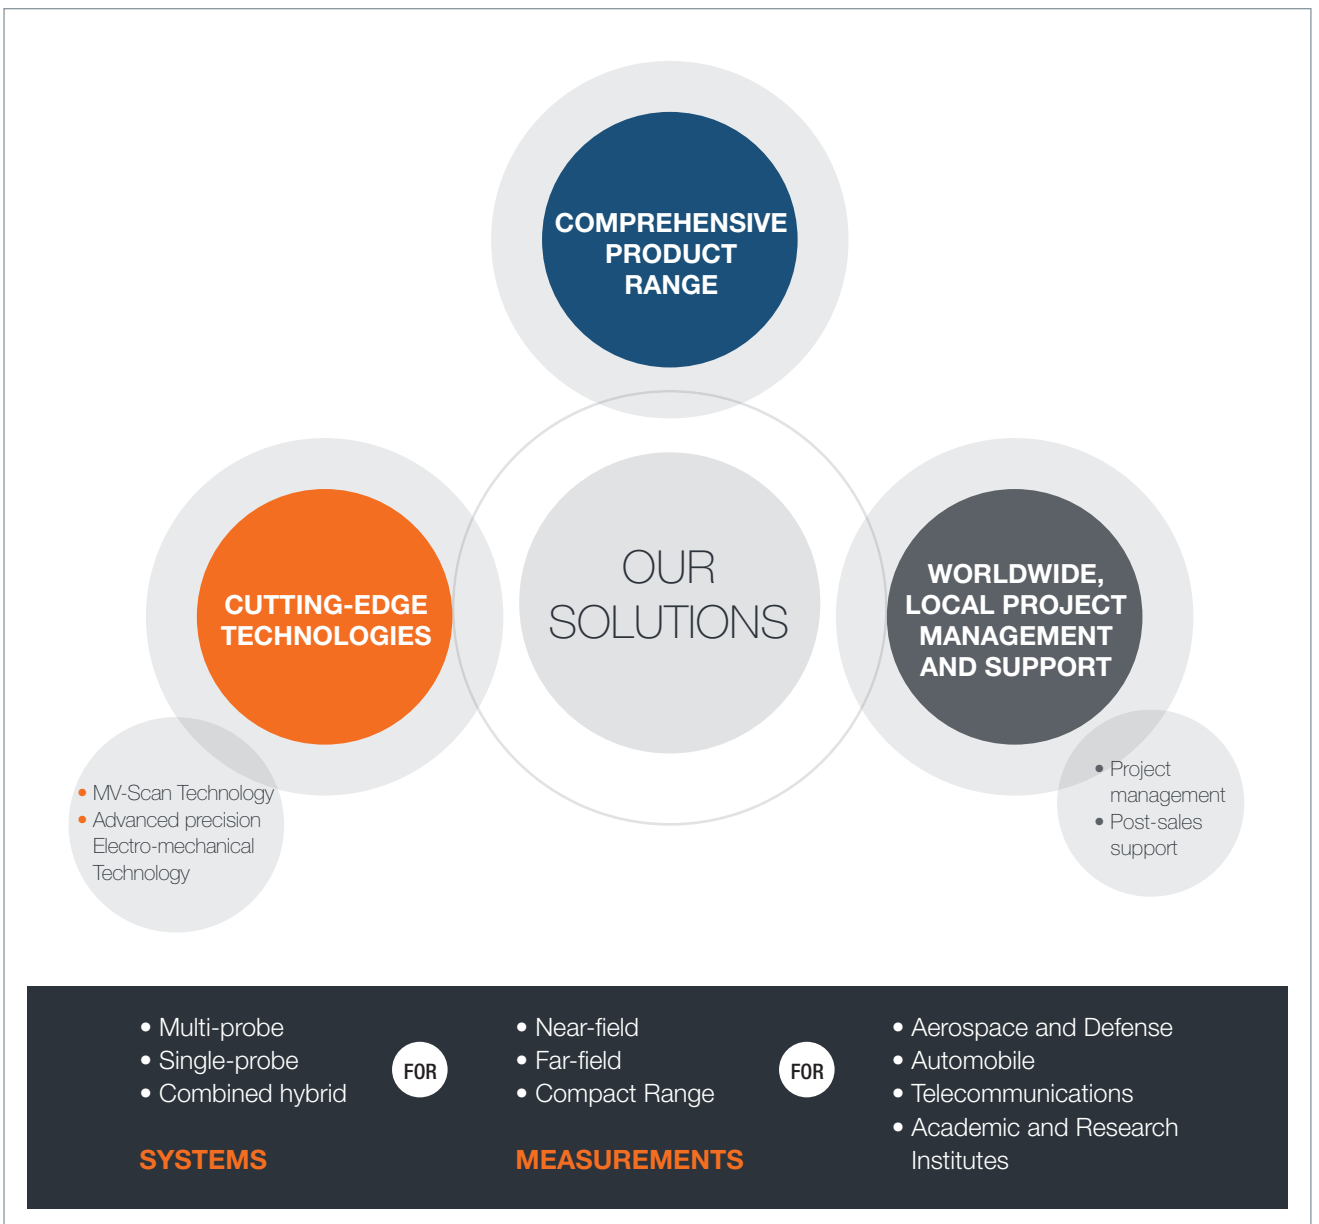 COMPREHENSIVE
PRODUCT
RANGE
OUR
SOLUTIONS
CUTTING-EDGE
TECHNOLOGIES
WORLDWIDE,
LOCAL PROJECT
MANAGEMENT
AND SUPPORT
• MV-Scan Technology
• Advanced precision
Electro-mechanical
Technology
• Project
management
• Post-sales
support
• Multi-probe
• Single-probe
• Combined hybrid
SYSTEMS
FOR
• Near-field
• Far-field
• Compact Range
MEASUREMENTS
FOR
• Aerospace and Defense
• Automobile
• Telecommunications
• Academic and Research
Institutes